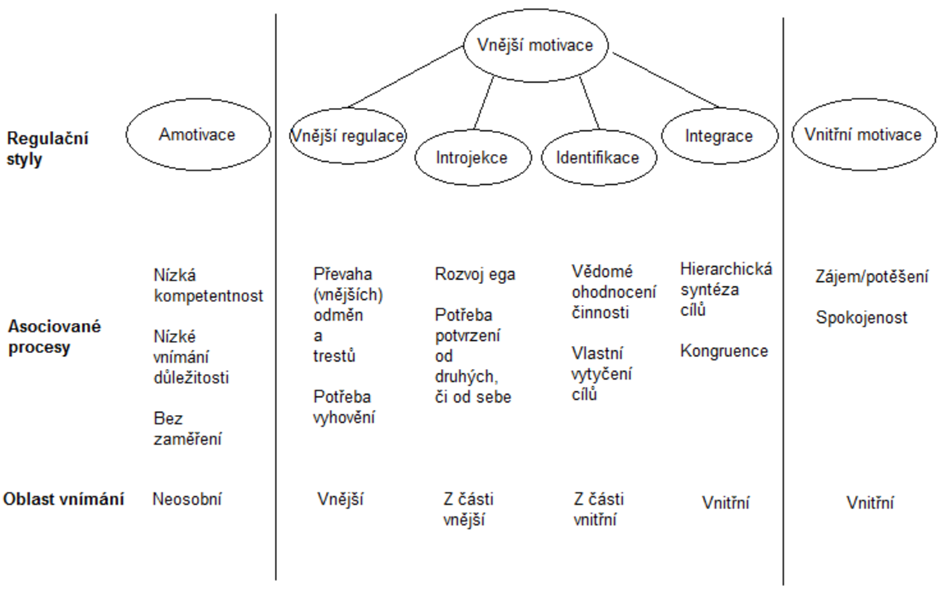 Vnější motivace
Regulační
styly
Amotivace
Vnější regulace
Introjekce
Identifikace
Integrace
Vnitřní motivace
Asociované
procesy
Nízká
kompetentnost
Nízké
vnímání
důležitosti
Bez
zaměření
Převaha
(vnějších)
odměn
a
trestů
Potřeba
vyhovění
Rozvoj ega
Potřeba
potvrzení
od
druhých,
či od sebe
Vědomé
ohodnocení
činnosti
Vlastní
vytyčení
cílů
Hierarchická
syntéza
cílů
Kongruence
Zájem/potěšení
Spokojenost
Oblast vnímání
Neosobní
Vnější
Z části
vnější
Z části
vnitřní
Vnitřní
Vnitřní